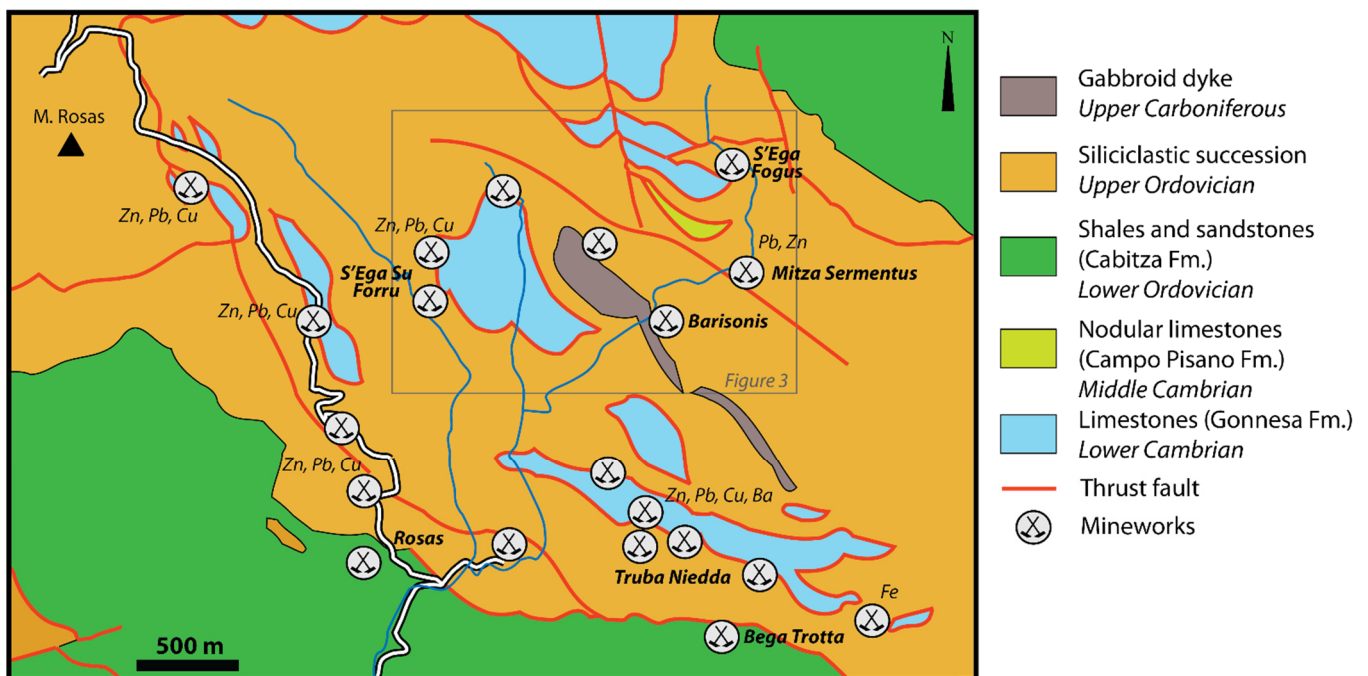 N
M. Rosas
S'Ega
Fogus
Zn, Pb, Cu
Zn, Pb, Cu
Pb, Zn
S'Ega Su
Forru
Mitza Sermentus
Zn, Pb, Cu
Barisonis
Figure 3
Zn, Pb, Cu
Zn, Pb, Cu, Ba
Rosas
Truba Niedda
Fe
Bega Trotta
500 m
Gabbroid dyke
Upper Carboniferous
Siliciclastic succession
Upper Ordovician
Shales and sandstones
(Cabitza Fm.)
Lower Ordovician
Nodular limestones
(Campo Pisano Fm.)
Middle Cambrian
Limestones (Gonnesa Fm.)
Lower Cambrian
Thrust fault
Mineworks